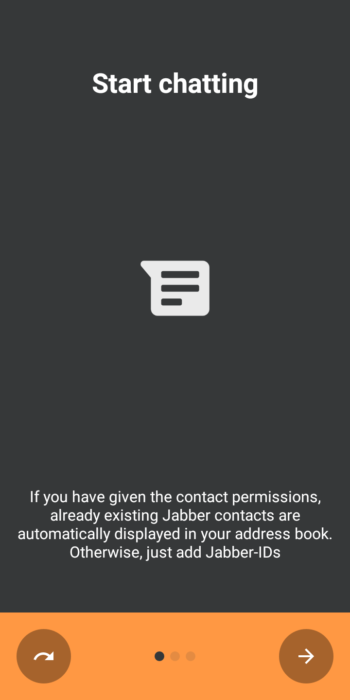 Start chatting
If you have given the contact permissions,
already existing Jabber contacts are
automatically displayed in your address book.
Otherwise, just add Jabber-IDs